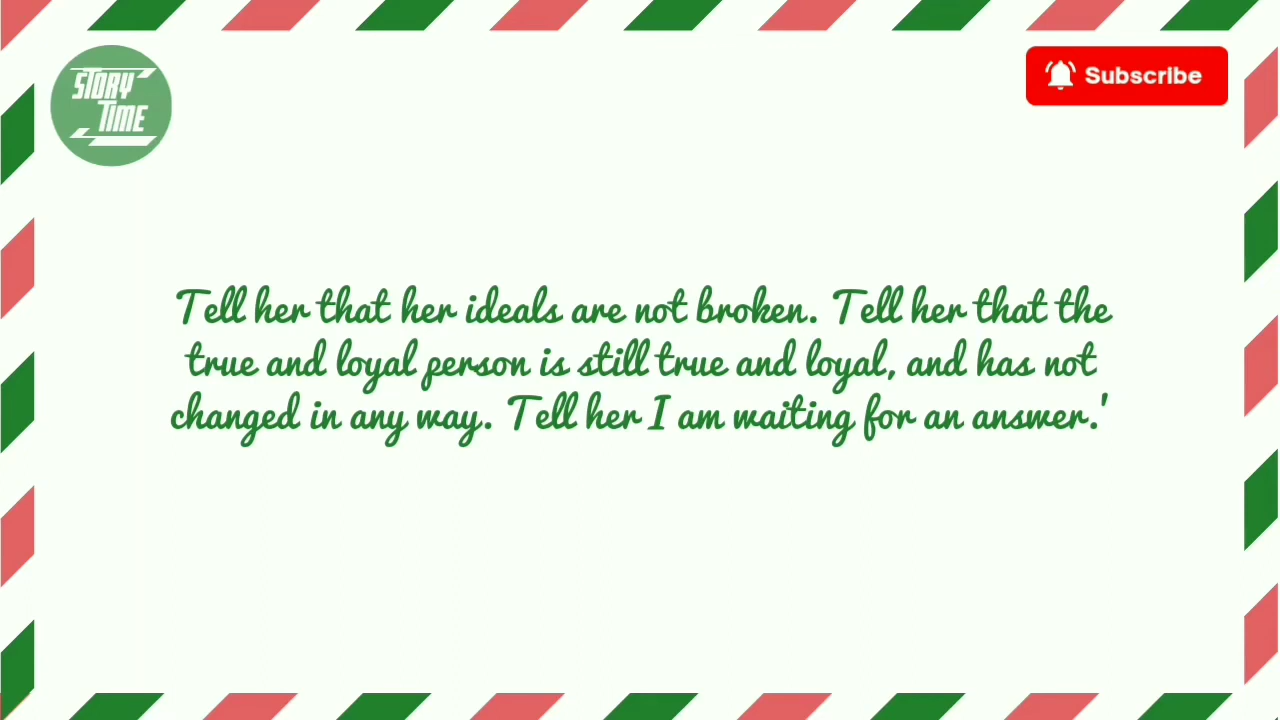 STORY
TIME
Subscribe
Tell her that her ideals are not broken. Tell her that the
true and loyal person is still true and loyal, and has not
changed in any way. Tell her I am waiting for an answer.'